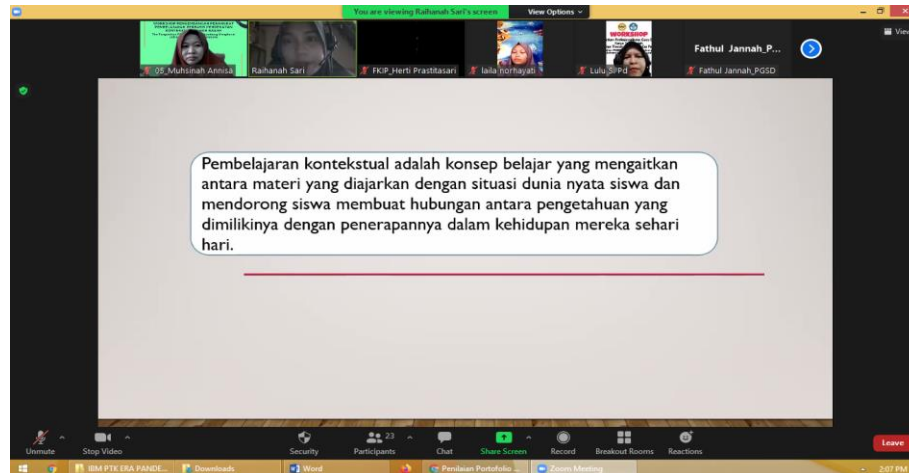 You are viewing Raihanah Sari's screen
View Options
View
05_Muhsinah Annisa
Raihanah Sari
FKIP_Herti Prastitasari
laila norhayati
WORKSHOP
Lulu S.Pd
Fathul Jannah_P...
Fathul Jannah_PGSD
Pembelajaran kontekstual adalah konsep belajar yang mengaitkan
antara materi yang diajarkan dengan situasi dunia nyata siswa dan
mendorong siswa membuat hubungan antara pengetahuan yang
dimilikinya dengan penerapannya dalam kehidupan mereka sehari
hari.
Unmute
Stop Video
Security
Participants
23
Chat
Share Screen
Record
Breakout Rooms
Reactions
Leave
IBM PTK ERA PANDE...
Downloads
Word
Penilaian Portofolio ...
Zoom Meeting
2:07 PM